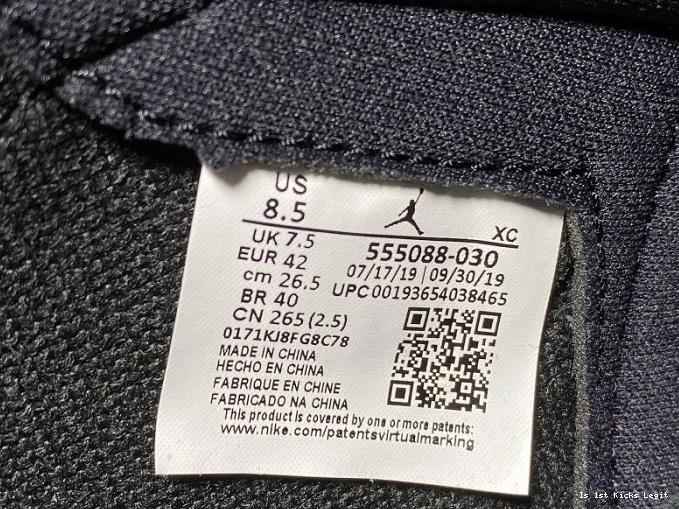 US
8.5
UK 7.5
EUR 42
cm 26.5
BR 40
CN 265 (2.5)
0171KJ8FG8C78
XC
555088-030
07/17/19 | 09/30/19
UPC00193654038465
MADE IN CHINA
HECHO EN CHINA
FABRIQUE EN CHINE
FABRICADO NA CHINA
This product is covered by one or more patents:
www.nike.com/patentsvirtualmarking
Is 1st Kicks Legit